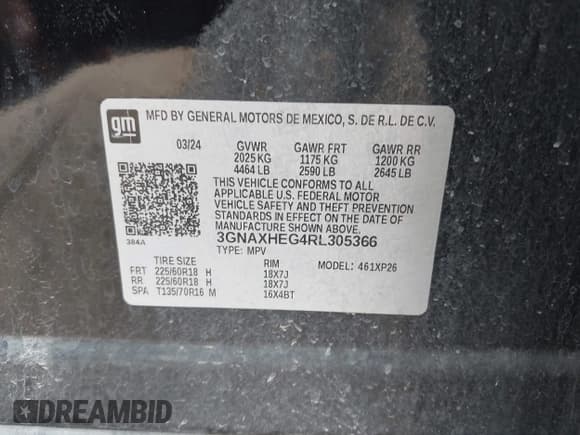 gm
MFD BY GENERAL MOTORS DE MEXICO, S. DE R.L. DE C.V.
03/24 GVWR GAWR FRT GAWR RR
2025 KG 1175 KG 1200 KG
4464 LB 2590 LB 2645 LB
THIS VEHICLE CONFORMS TO ALL
APPLICABLE U.S. FEDERAL MOTOR
VEHICLE SAFETY AND THEFT PREVENTION
STANDARDS IN EFFECT ON THE DATE
OF MANUFACTURE SHOWN ABOVE.
384A
3GNAXHEG4RL305366
TYPE: MPV
TIRE SIZE RIM MODEL: 461XP26
FRT 225/60R18 H 18X7J
RR 225/60R18 H 18X7J
SPA T135/70R16 M 16X4BT
DREAMBID